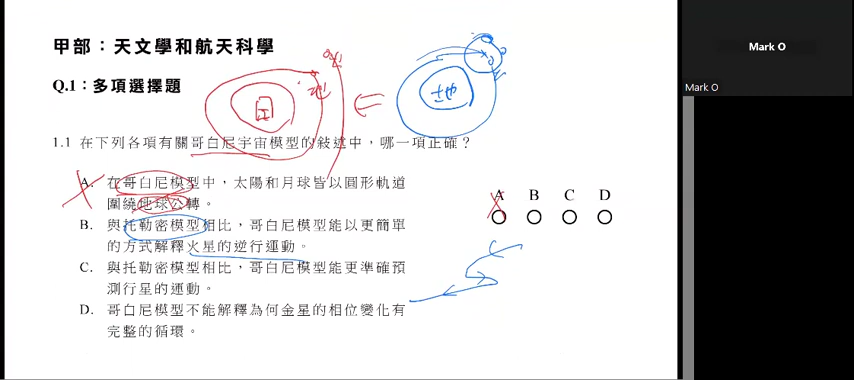 甲部：天文學和航天科學
Q.1：多項選擇題
1.1 在下列各項有關哥白尼宇宙模型的敍述中，哪一項正確？
A. 在哥白尼模型中，太陽和月球皆以圓形軌道
圍繞地球公轉。
B. 與托勒密模型相比，哥白尼模型能以更簡單
的方式解釋火星的逆行運動。
C. 與托勒密模型相比，哥白尼模型能更準確預
測行星的運動。
D. 哥白尼模型不能解釋為何金星的相位變化有
完整的循環。
A B C D
日
地
Mark O
Mark O